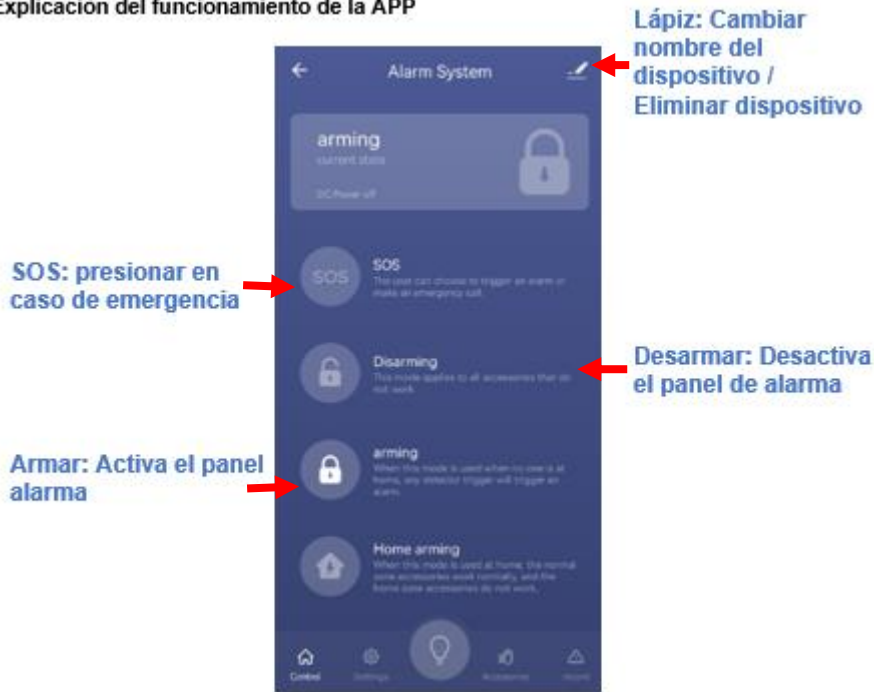 Explicación del funcionamiento de la APP
Lápiz: Cambiar
nombre del
dispositivo /
Eliminar dispositivo
Alarm System
arming
current state
DC Power off
SOS: presionar en
caso de emergencia
SOS
SOS
The user can choose to trigger an alarm or
make an emergency call.
Disarming
This mode applies to all accessories that do
not work.
Desarmar: Desactiva
el panel de alarma
Armar: Activa el panel
alarma
arming
When this mode is used when no one is at
home, any detector trigger will trigger an
alarm.
Home arming
When this mode is used at home, the normal
zone accessories work normally, and the
home zone accessories do not work.
Control
Settings
Accessories